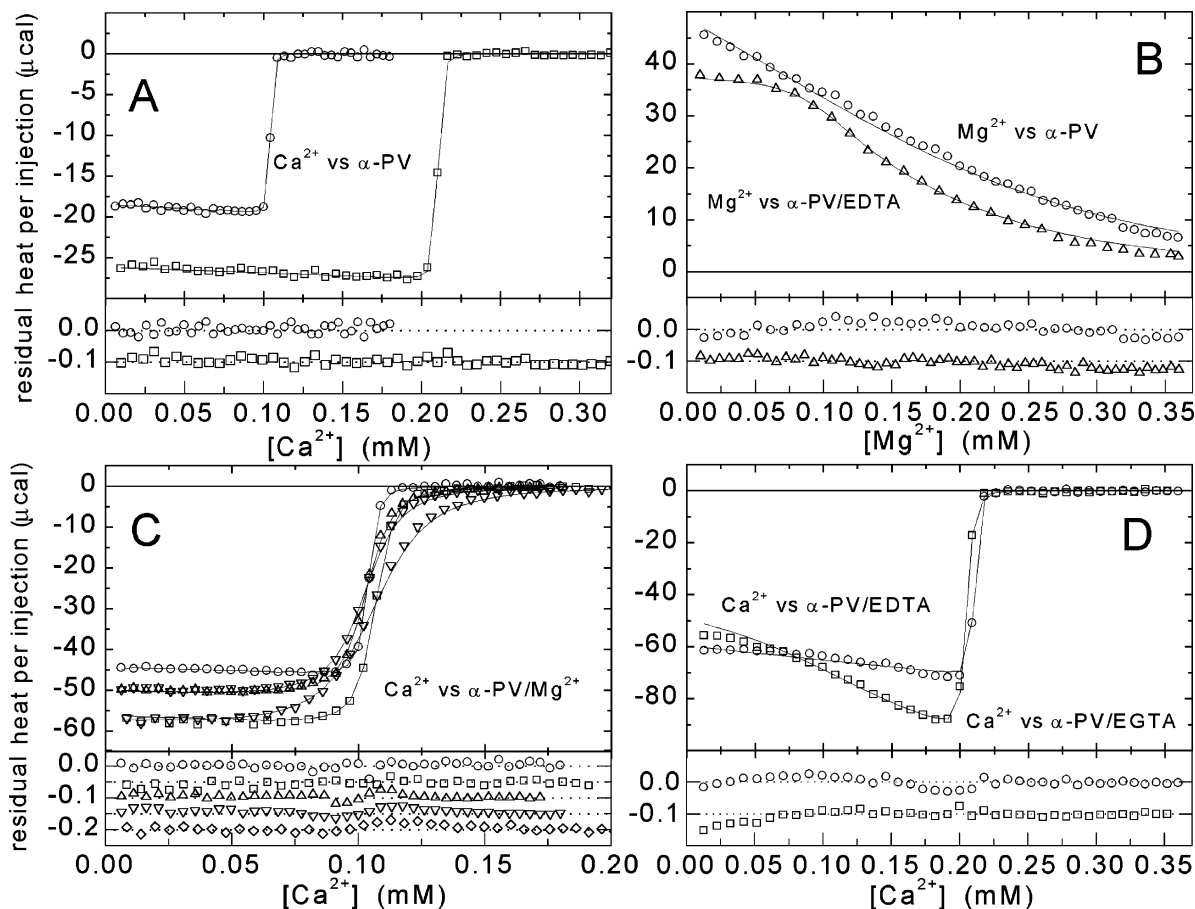 residual heat per injection (μcal)
0
-5
-10
-15
-20
-25
A
Ca²⁺ vs α-PV
0.0
-0.1
0.00 0.05 0.10 0.15 0.20 0.25 0.30
[Ca²⁺] (mM)
40
30
20
10
0
B
Mg²⁺ vs α-PV
Mg²⁺ vs α-PV/EDTA
0.0
-0.1
0.00 0.05 0.10 0.15 0.20 0.25 0.30 0.35
[Mg²⁺] (mM)
residual heat per injection (μcal)
0
-10
-20
-30
-40
-50
-60
C
Ca²⁺ vs α-PV/Mg²⁺
0.0
-0.1
-0.2
0.00 0.05 0.10 0.15 0.20
[Ca²⁺] (mM)
0
-20
-40
-60
-80
D
Ca²⁺ vs α-PV/EDTA
Ca²⁺ vs α-PV/EGTA
0.0
-0.1
0.00 0.05 0.10 0.15 0.20 0.25 0.30 0.35
[Ca²⁺] (mM)